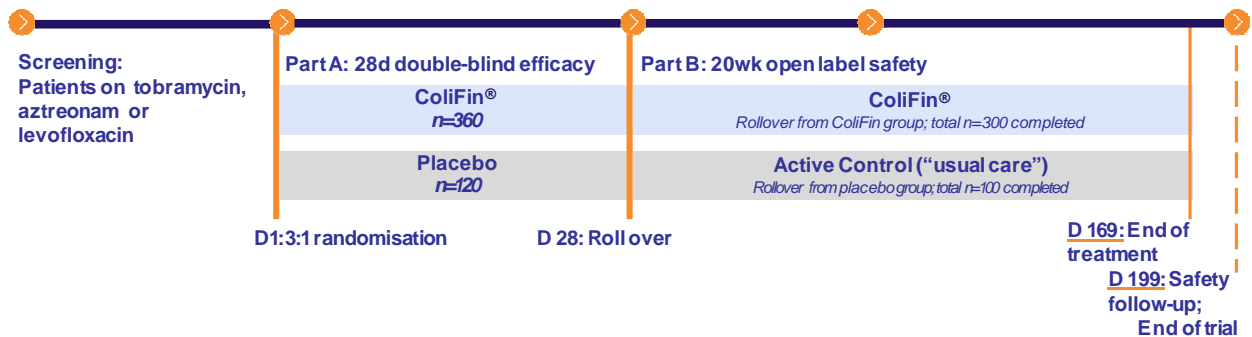 Screening:
Patients on tobramycin,
aztreonam or
levofloxacin
Part A: 28d double-blind efficacy
ColiFin®
n=360
Placebo
n=120
Part B: 20wk open label safety
ColiFin®
Rollover from ColiFin group; total n=300 completed
Active Control (“usual care”)
Rollover from placebo group; total n=100 completed
D1: 3:1 randomisation
D 28: Roll over
D 169: End of
treatment
D 199: Safety
follow-up;
End of trial